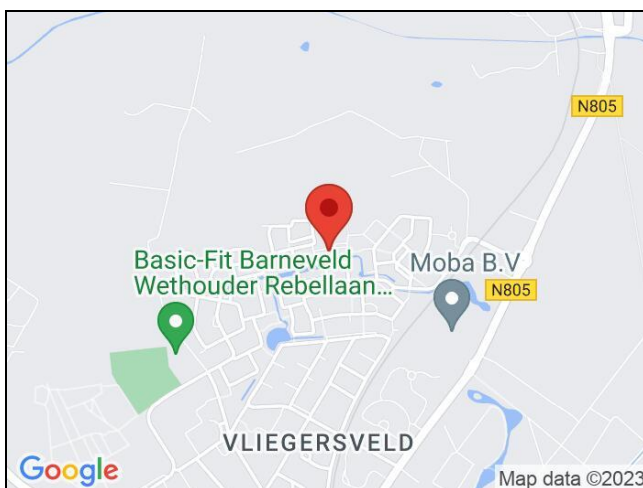 N805
Basic-Fit Barneveld
Wethouder Rebellaan...
Moba B.V
N805
VLIEGERSVELD
Google
Map data ©2023